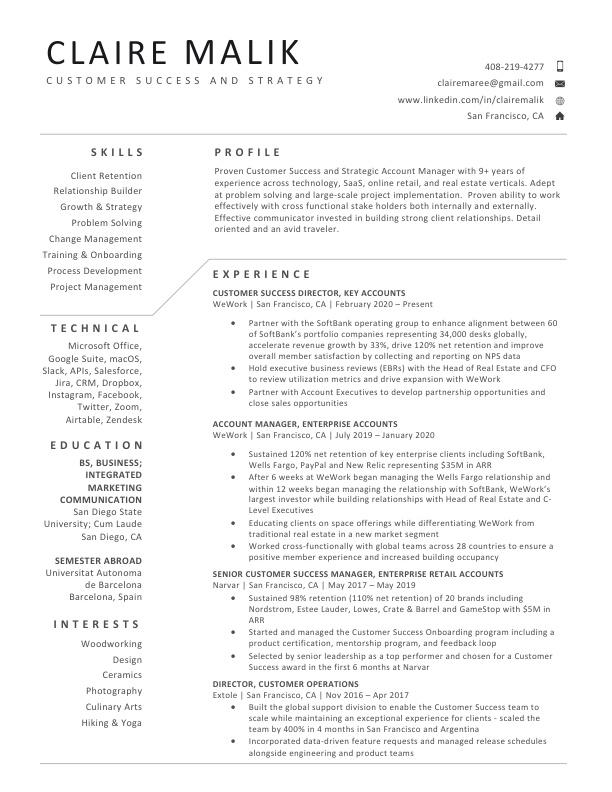 CLAIRE MALIK
CUSTOMER SUCCESS AND STRATEGY
408-219-4277
clairemaree@gmail.com
www.linkedin.com/in/clairemalik
San Francisco, CA
SKILLS
Client Retention
Relationship Builder
Growth & Strategy
Problem Solving
Change Management
Training & Onboarding
Process Development
Project Management
TECHNICAL
Microsoft Office,
Google Suite, macOS,
Slack, APIs, Salesforce,
Jira, CRM, Dropbox,
Instagram, Facebook,
Twitter, Zoom,
Airtable, Zendesk
EDUCATION
BS, BUSINESS;
INTEGRATED
MARKETING
COMMUNICATION
San Diego State
University; Cum Laude
San Diego, CA
SEMESTER ABROAD
Universitat Autonoma
de Barcelona
Barcelona, Spain
INTERESTS
Woodworking
Design
Ceramics
Photography
Culinary Arts
Hiking & Yoga
PROFILE
Proven Customer Success and Strategic Account Manager with 9+ years of
experience across technology, SaaS, online retail, and real estate verticals. Adept
at problem solving and large-scale project implementation. Proven ability to work
effectively with cross functional stake holders both internally and externally.
Effective communicator invested in building strong client relationships. Detail
oriented and an avid traveler.
EXPERIENCE
CUSTOMER SUCCESS DIRECTOR, KEY ACCOUNTS
WeWork | San Francisco, CA | February 2020 – Present
• Partner with the SoftBank operating group to enhance alignment between 60
of SoftBank's portfolio companies representing 34,000 desks globally,
accelerate revenue growth by 33%, drive 120% net retention and improve
overall member satisfaction by collecting and reporting on NPS data
• Hold executive business reviews (EBRs) with the Head of Real Estate and CFO
to review utilization metrics and drive expansion with WeWork
• Partner with Account Executives to develop partnership opportunities and
close sales opportunities
ACCOUNT MANAGER, ENTERPRISE ACCOUNTS
WeWork | San Francisco, CA | July 2019 – January 2020
• Sustained 120% net retention of key enterprise clients including SoftBank,
Wells Fargo, PayPal and New Relic representing $35M in ARR
• After 6 weeks at WeWork began managing the Wells Fargo relationship and
within 12 weeks began managing the relationship with SoftBank, WeWork's
largest investor while building relationships with Head of Real Estate and C-
Level Executives
• Educating clients on space offerings while differentiating WeWork from
traditional real estate in a new market segment
• Worked cross-functionally with global teams across 28 countries to ensure a
positive member experience and increased building occupancy
SENIOR CUSTOMER SUCCESS MANAGER, ENTERPRISE RETAIL ACCOUNTS
Narvar | San Francisco, CA | May 2017 – May 2019
• Sustained 98% retention (110% net retention) of 20 brands including
Nordstrom, Estee Lauder, Lowes, Crate & Barrel and GameStop with $5M in
ARR
• Started and managed the Customer Success Onboarding program including a
product certification, mentorship program, and feedback loop
• Selected by senior leadership as a top performer and chosen for a Customer
Success award in the first 6 months at Narvar
DIRECTOR, CUSTOMER OPERATIONS
Extole | San Francisco, CA | Nov 2016 – Apr 2017
• Built the global support division to enable the Customer Success team to
scale while maintaining an exceptional experience for clients - scaled the
team by 400% in 4 months in San Francisco and Argentina
• Incorporated data-driven feature requests and managed release schedules
alongside engineering and product teams